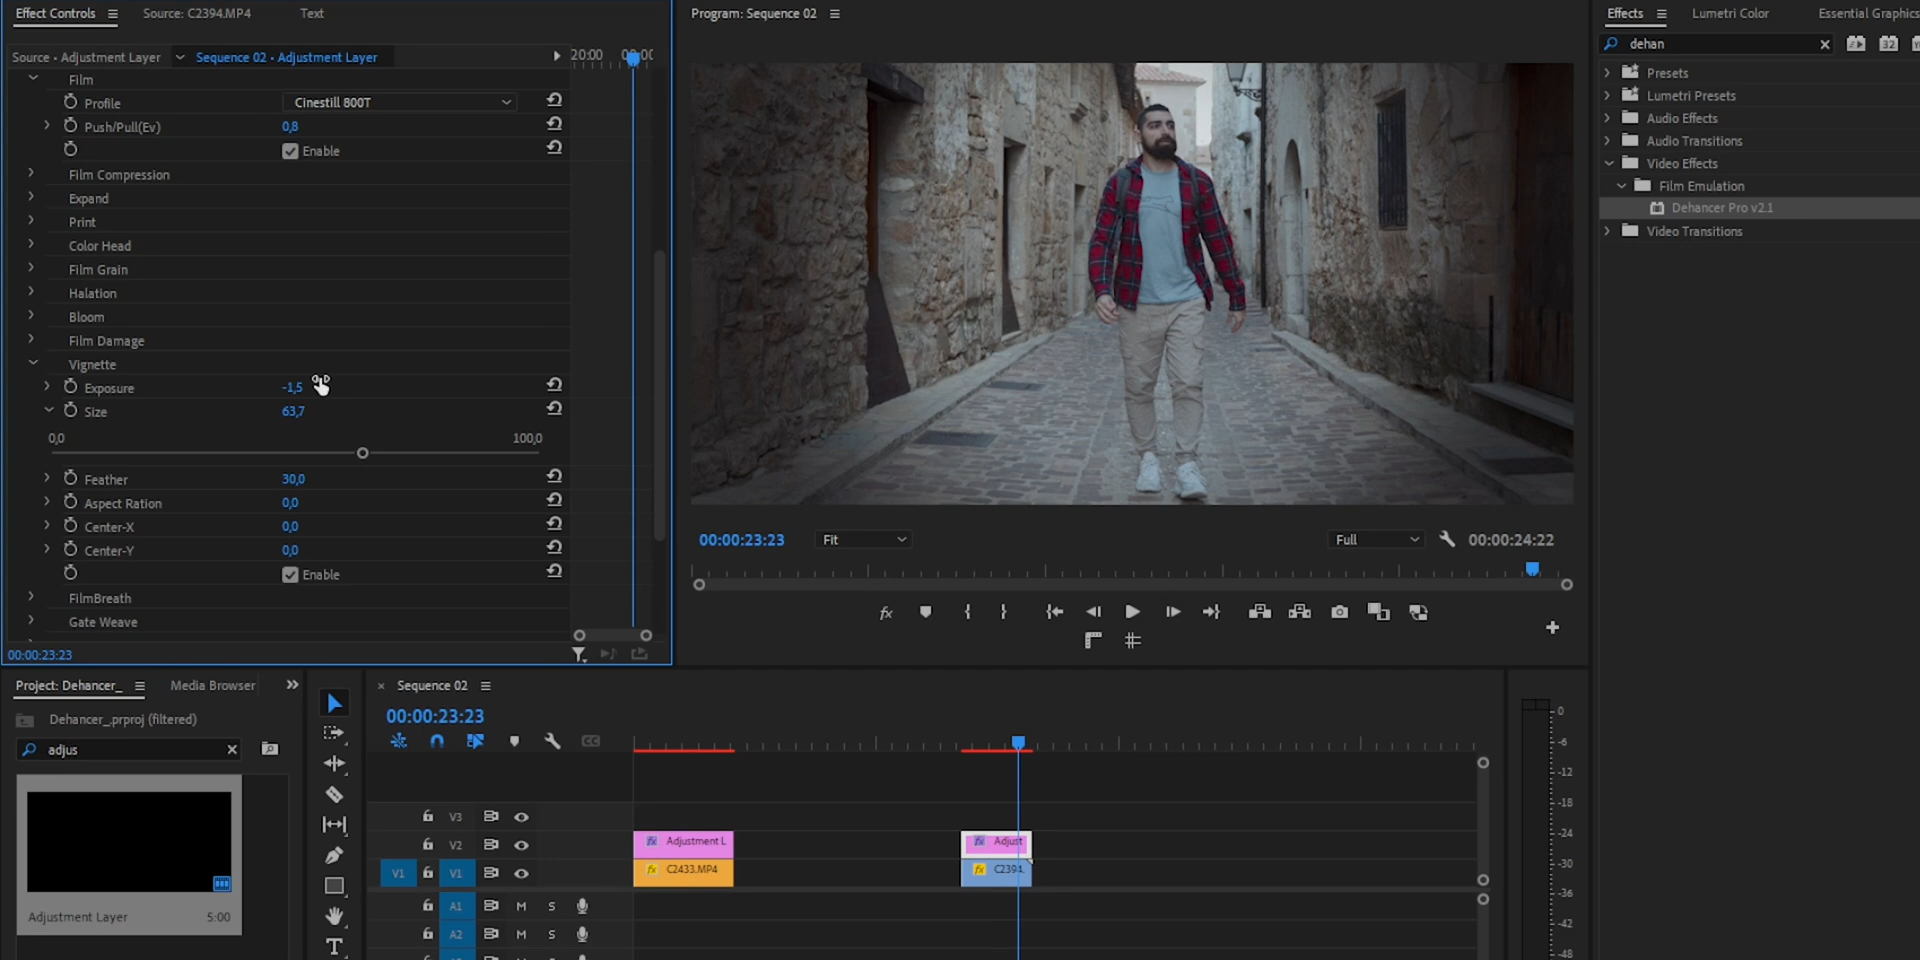 Effect Controls
Source: C2394.MP4
Text
Source - Adjustment Layer
Sequence 02 - Adjustment Layer
20:00
Film
Profile
Cinestill 800T
Push/Pull(Ev)
0,8
Enable
Film Compression
Expand
Print
Color Head
Film Grain
Halation
Bloom
Film Damage
Vignette
Exposure
-1,5
Size
63,7
0,0
100,0
Feather
30,0
Aspect Ration
0,0
Center-X
0,0
Center-Y
0,0
Enable
FilmBreath
Gate Weave
00:00:23:23
Program: Sequence 02
00:00:23:23
Fit
Full
00:00:24:22
Effects
Lumetri Color
Essential Graphics
dehan
32
Presets
Lumetri Presets
Audio Effects
Audio Transitions
Video Effects
Film Emulation
Dehancer Pro v2.1
Video Transitions
Project: Dehancer_
Media Browser
Dehancer_.prproj (filtered)
adjus
Adjustment Layer
5:00
Sequence 02
00:00:23:23
V3
V2
V1
V1
A1
M
S
A2
M
S
fx
Adjustment L
fx
C2433.MP4
fx
Adjust
fx
C2394.
0
-6
-12
-18
-24
-30
-36
-42
-48